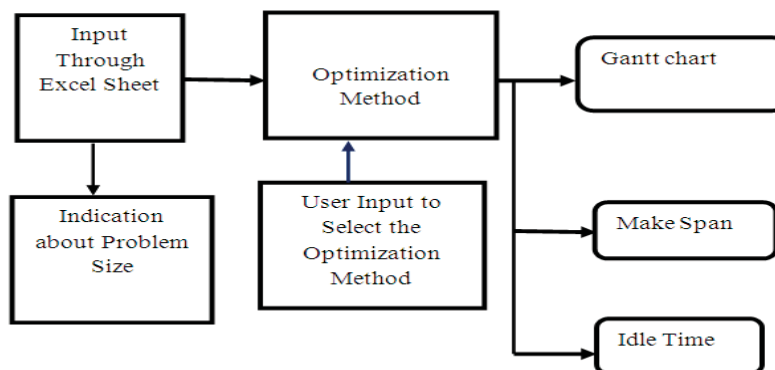 Input
Through
Excel Sheet
Optimization
Method
Gantt chart
Indication
about Problem
Size
User Input to
Select the
Optimization
Method
Make Span
Idle Time